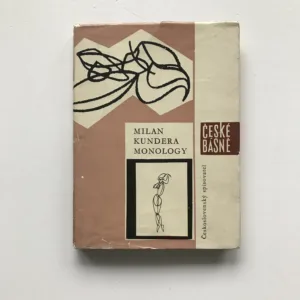 MILAN
KUNDERA
MONOLOGY
ČESKÉ
BÁSNĚ
Československý spisovatel